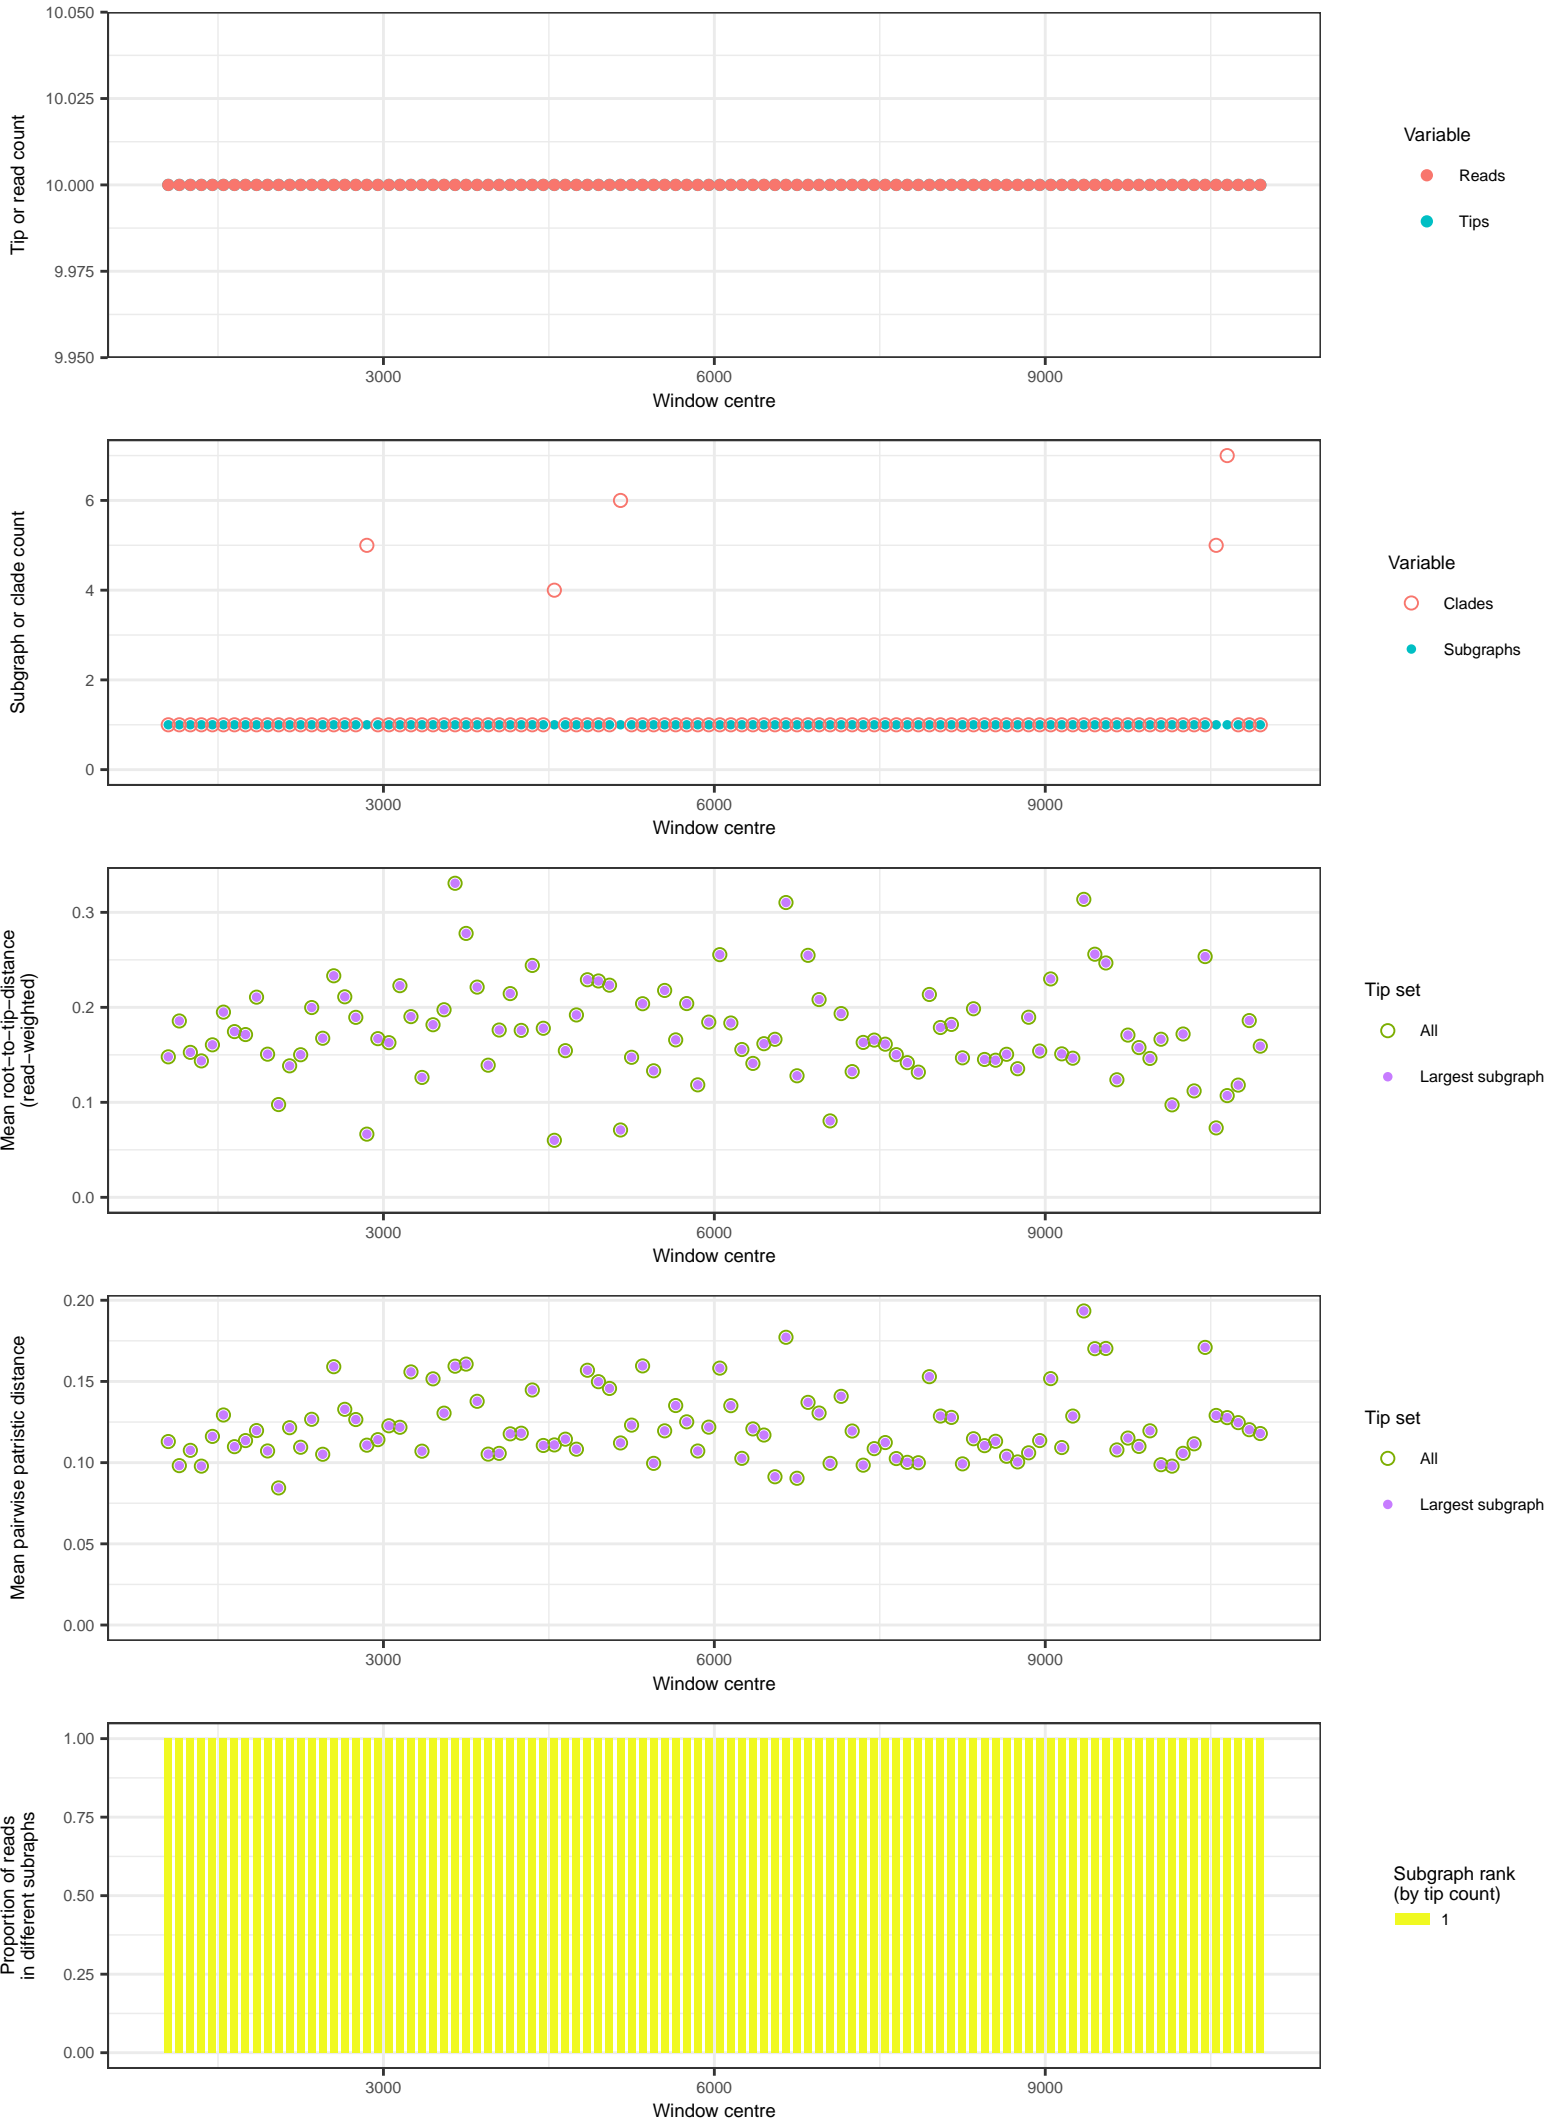 10.050
10.025
10.000
9.975
9.950
Tip or read count
3000
6000
9000
Window centre
Variable
Reads
Tips
6
4
2
0
Subgraph or clade count
3000
6000
9000
Window centre
Variable
Clades
Subgraphs
0.3
0.2
0.1
0.0
Mean root−to−tip−distance
(read−weighted)
3000
6000
9000
Window centre
Tip set
All
Largest subgraph
0.20
0.15
0.10
0.05
0.00
Mean pairwise patristic distance
3000
6000
9000
Window centre
Tip set
All
Largest subgraph
1.00
0.75
0.50
0.25
0.00
Proportion of reads
in different subraphs
3000
6000
9000
Window centre
Subgraph rank
(by tip count)
1